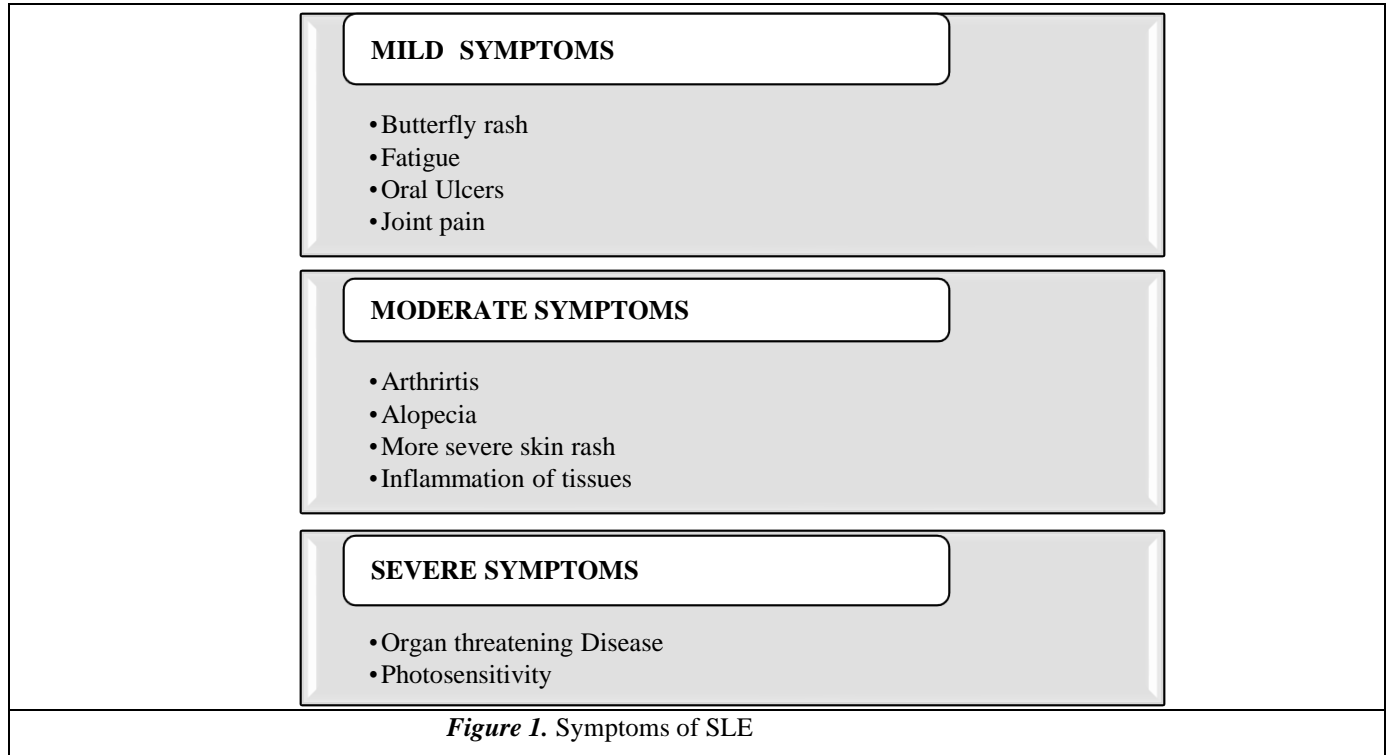 MILD SYMPTOMS
•Butterfly rash
•Fatigue
•Oral Ulcers
•Joint pain
MODERATE SYMPTOMS
•Arthrirtis
•Alopecia
•More severe skin rash
•Inflammation of tissues
SEVERE SYMPTOMS
•Organ threatening Disease
•Photosensitivity
Figure 1. Symptoms of SLE